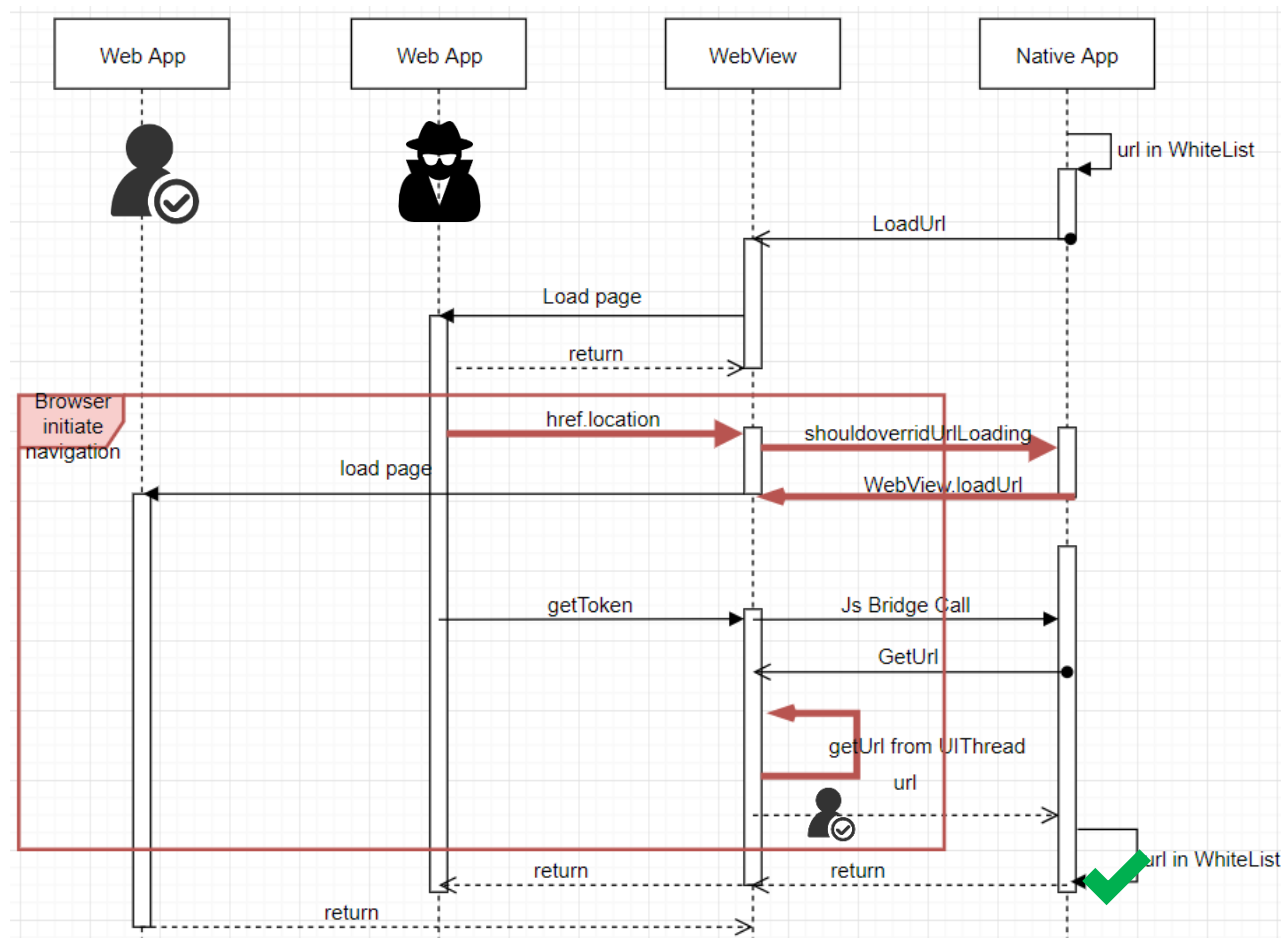 Web App
Web App
WebView
Native App
url in WhiteList
LoadUrl
Load page
return
Browser
initiate
navigation
href.location
shouldoverridUrlLoading
load page
WebView.loadUrl
getToken
Js Bridge Call
GetUrl
getUrl from UIThread
url
url in WhiteList
return
return
return